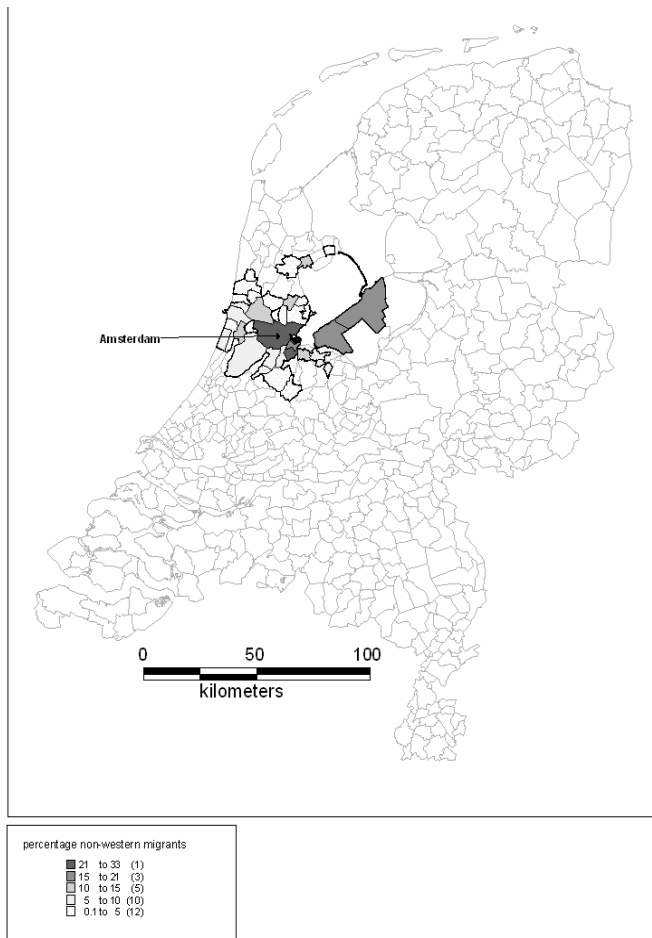 Amsterdam
0 50 100
kilometers
percentage non-western migrants
21 to 33 (1)
15 to 21 (3)
10 to 15 (5)
5 to 10 (10)
0.1 to 5 (12)